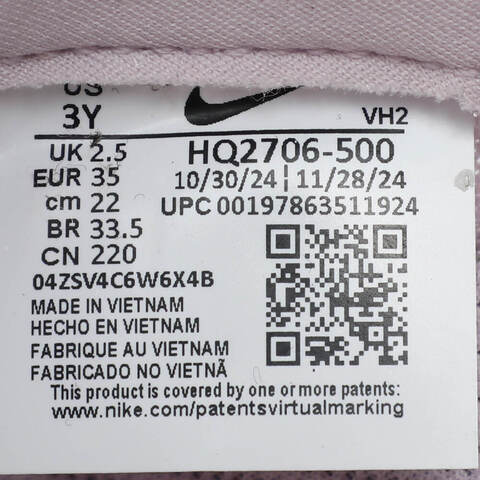 US
3Y
VH2
UK 2.5
HQ2706-500
EUR 35
10/30/24 | 11/28/24
cm 22
UPC 00197863511924
BR 33.5
CN 220
04ZSV4C6W6X4B
MADE IN VIETNAM
HECHO EN VIETNAM
FABRIQUE AU VIETNAM
FABRICADO NO VIETNÃ
This product is covered by one or more patents:
www.nike.com/patentsvirtualmarking